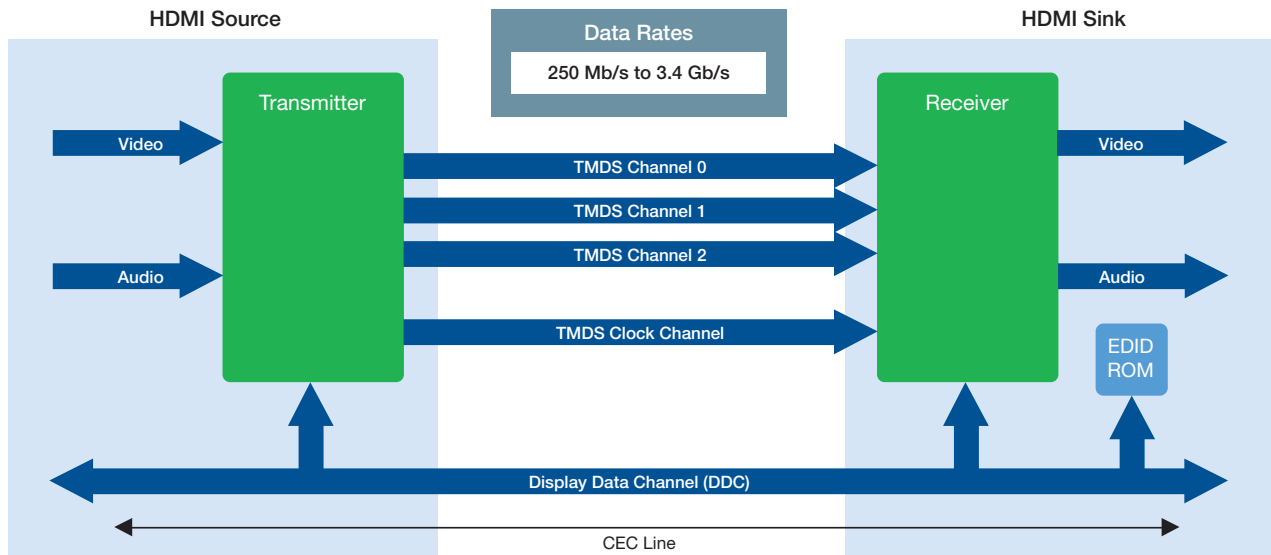 HDMI Source
HDMI Sink
Data Rates
250 Mb/s to 3.4 Gb/s
Transmitter
Receiver
Video
Video
TMDS Channel 0
TMDS Channel 1
TMDS Channel 2
Audio
Audio
TMDS Clock Channel
EDID
ROM
Display Data Channel (DDC)
CEC Line